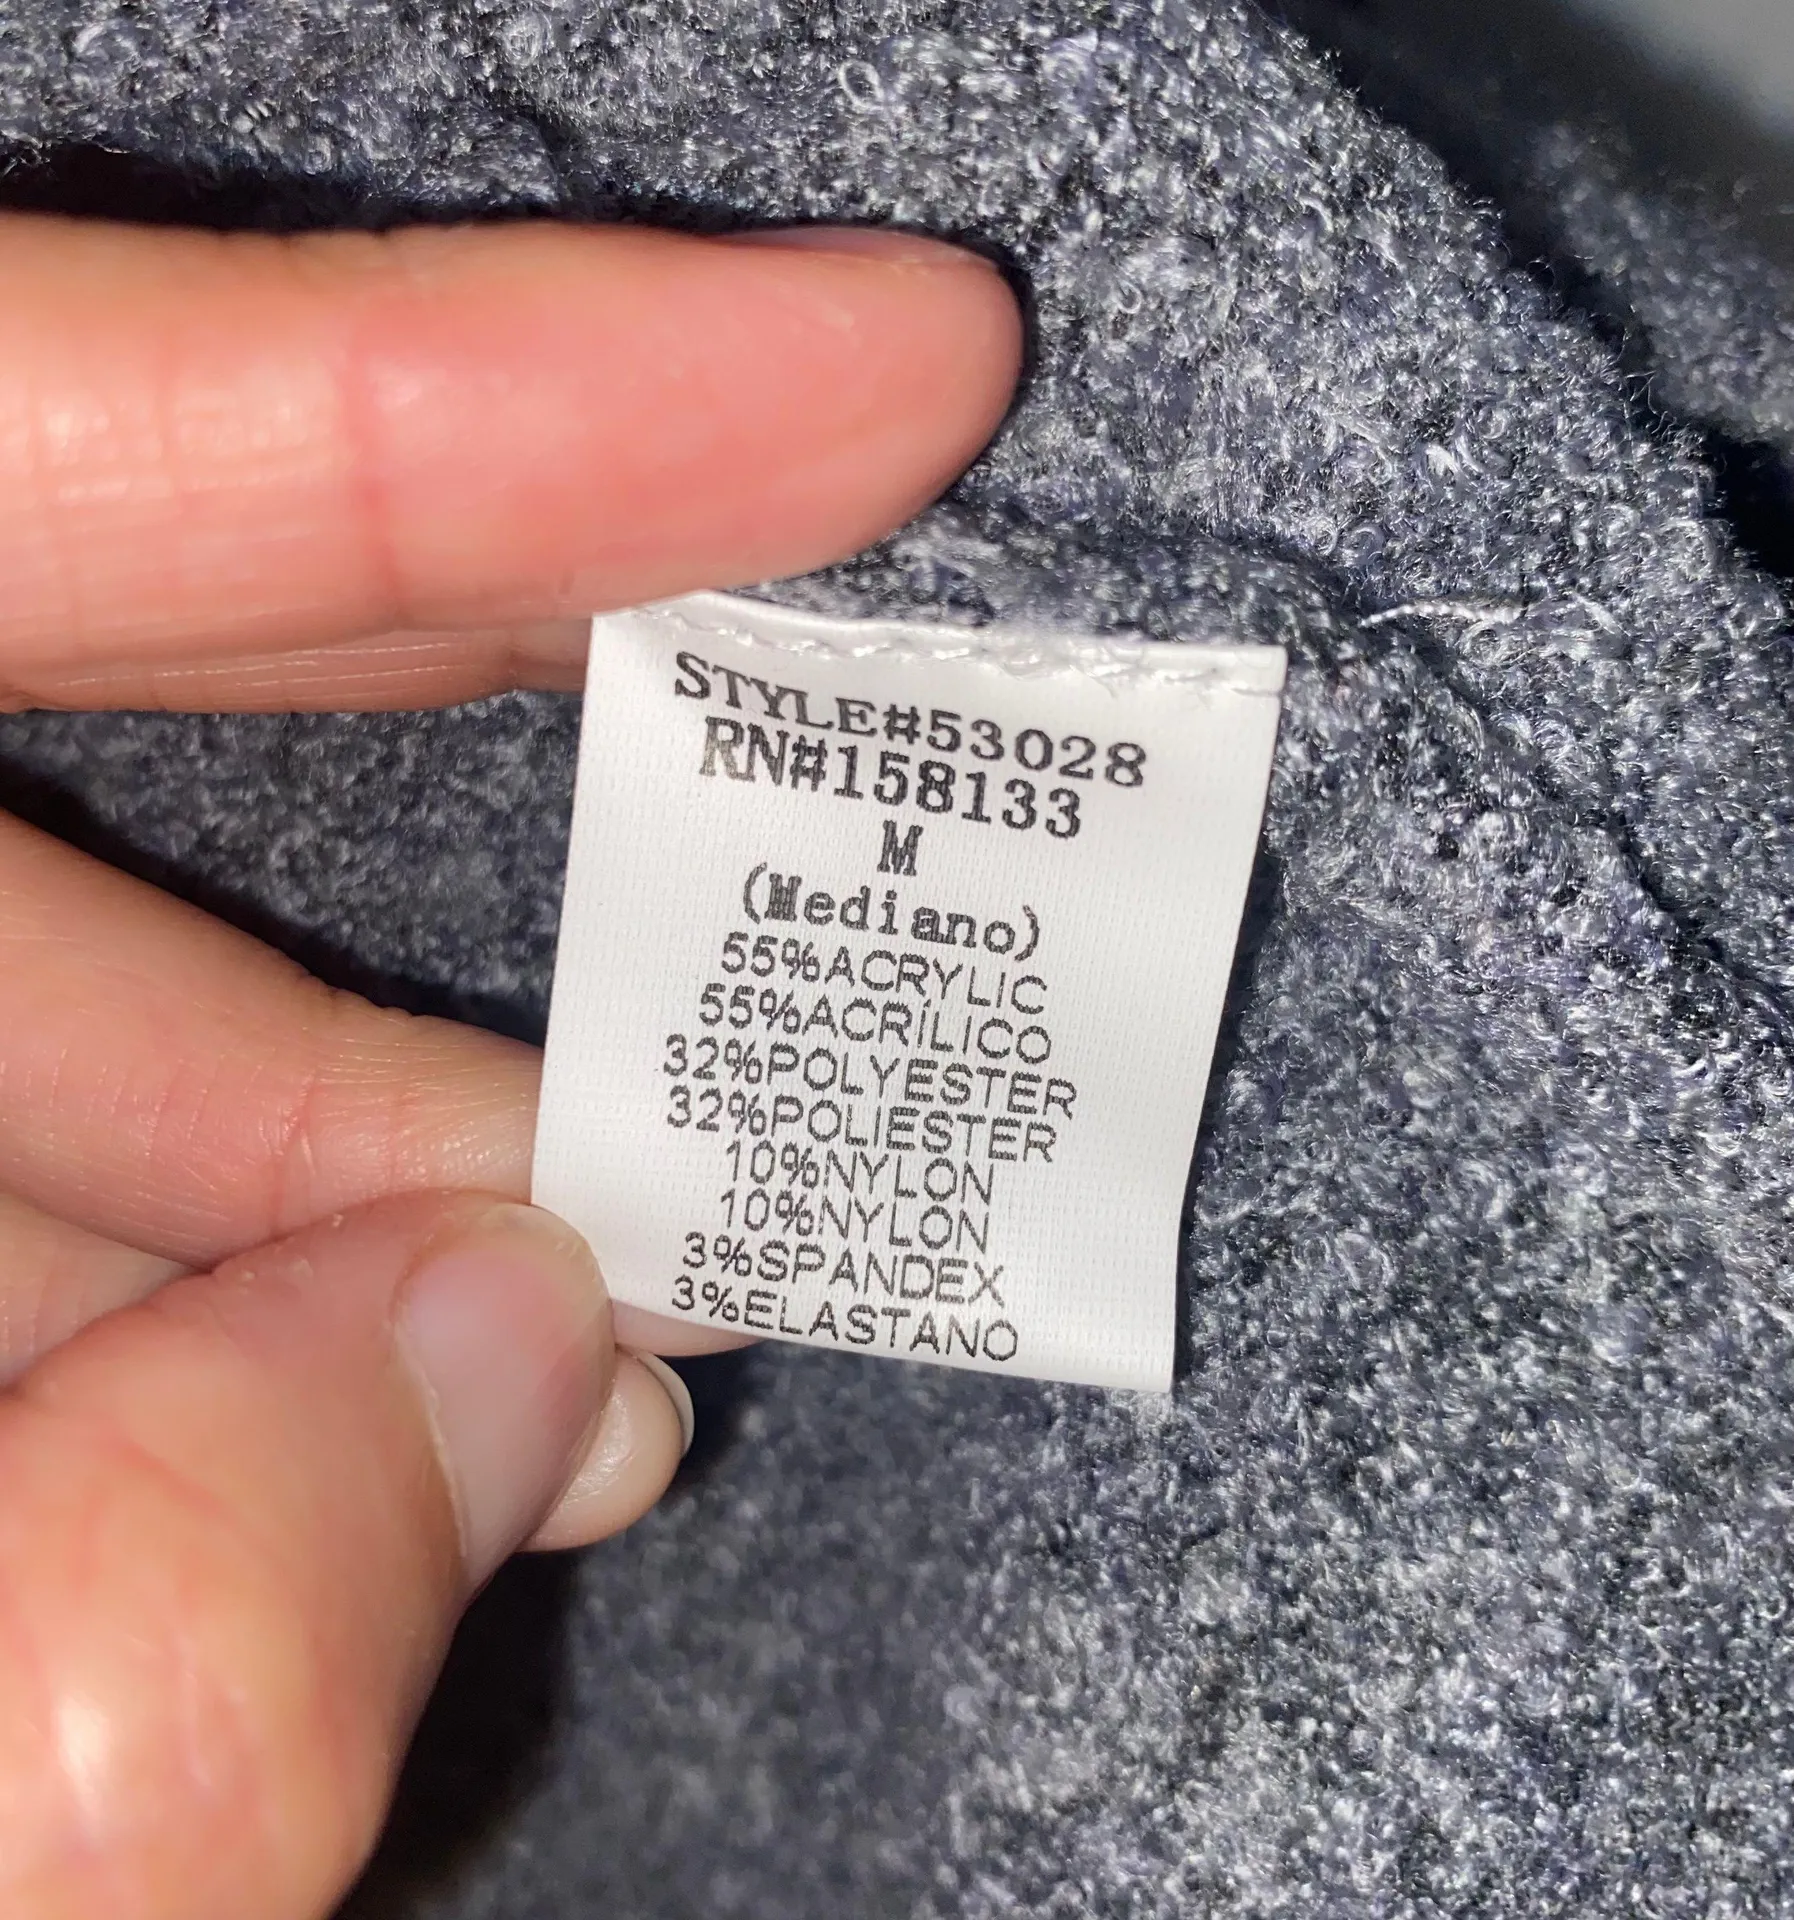 STYLE#53028
RN#158133
M
(Mediano)
55%ACRYLIC
55%ACRÍLICO
32%POLYESTER
32%POLIESTER
10%NYLON
10%NYLON
3%SPANDEX
3%ELASTANO